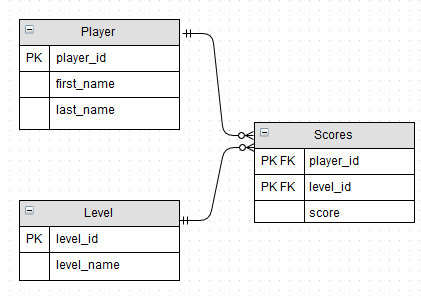 Player
PK player_id
first_name
last_name
Scores
PK FK player_id
PK FK level_id
score
Level
PK level_id
level_name